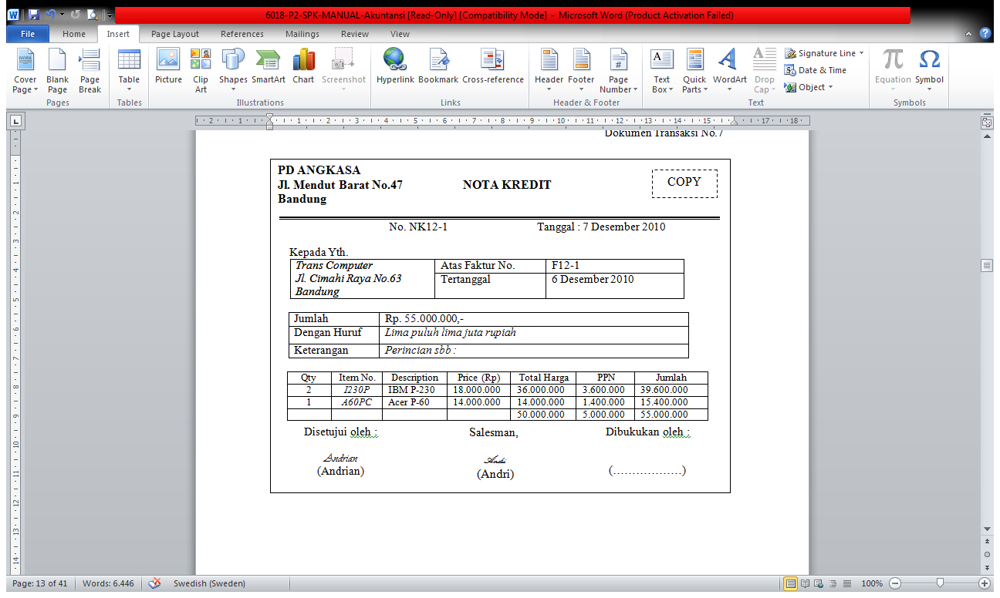 6018-P2-SPK-MANUAL-Akuntansi [Read-Only] [Compatibility Mode] - Microsoft Word (Product Activation Failed)
File Home Insert Page Layout References Mailings Review View
Cover Page Blank Page Page Break Table Picture Clip Art Shapes SmartArt Chart Screenshot Hyperlink Bookmark Cross-reference Header Footer Page Number Text Box Quick Parts WordArt Drop Cap Signature Line Date & Time Object Equation Symbol
Pages Tables Illustrations Links Header & Footer Text Symbols
Dokumen Transaksi No.7
PD ANGKASA
Jl. Mendut Barat No.47 NOTA KREDIT COPY
Bandung
No. NK12-1 Tanggal : 7 Desember 2010
Kepada Yth.
Trans Computer Atas Faktur No. F12-1
Jl. Cimahi Raya No.63 Tertanggal 6 Desember 2010
Bandung
Jumlah Rp. 55.000.000,-
Dengan Huruf Lima puluh lima juta rupiah
Keterangan Perincian sbb :
Qty Item No. Description Price (Rp) Total Harga PPN Jumlah
2 I230P IBM P-230 18.000.000 36.000.000 3.600.000 39.600.000
1 A60PC Acer P-60 14.000.000 14.000.000 1.400.000 15.400.000
50.000.000 5.000.000 55.000.000
Disetujui oleh : Salesman, Dibukukan oleh :
Andrian Andi
(Andrian) (Andri) (..................)
Page: 13 of 41 Words: 6.446 Swedish (Sweden) 100%